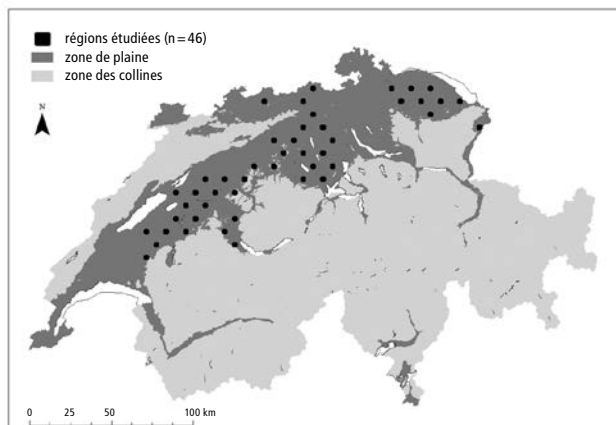 régions étudiées (n = 46)
zone de plaine
zone des collines
N
0 25 50 100 km